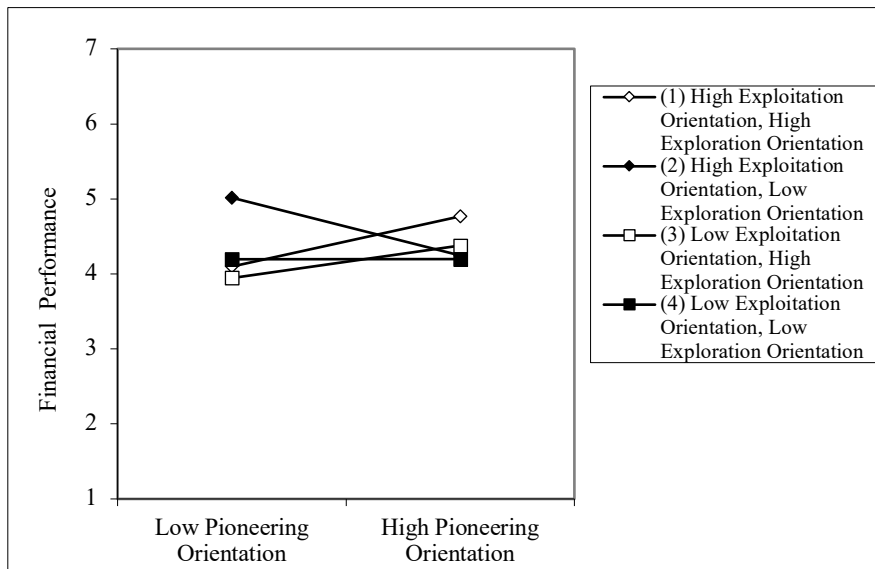 7
6
5
4
3
2
1
Financial Performance
Low Pioneering
Orientation
High Pioneering
Orientation
(1) High Exploitation
Orientation, High
Exploration Orientation
(2) High Exploitation
Orientation, Low
Exploration Orientation
(3) Low Exploitation
Orientation, High
Exploration Orientation
(4) Low Exploitation
Orientation, Low
Exploration Orientation